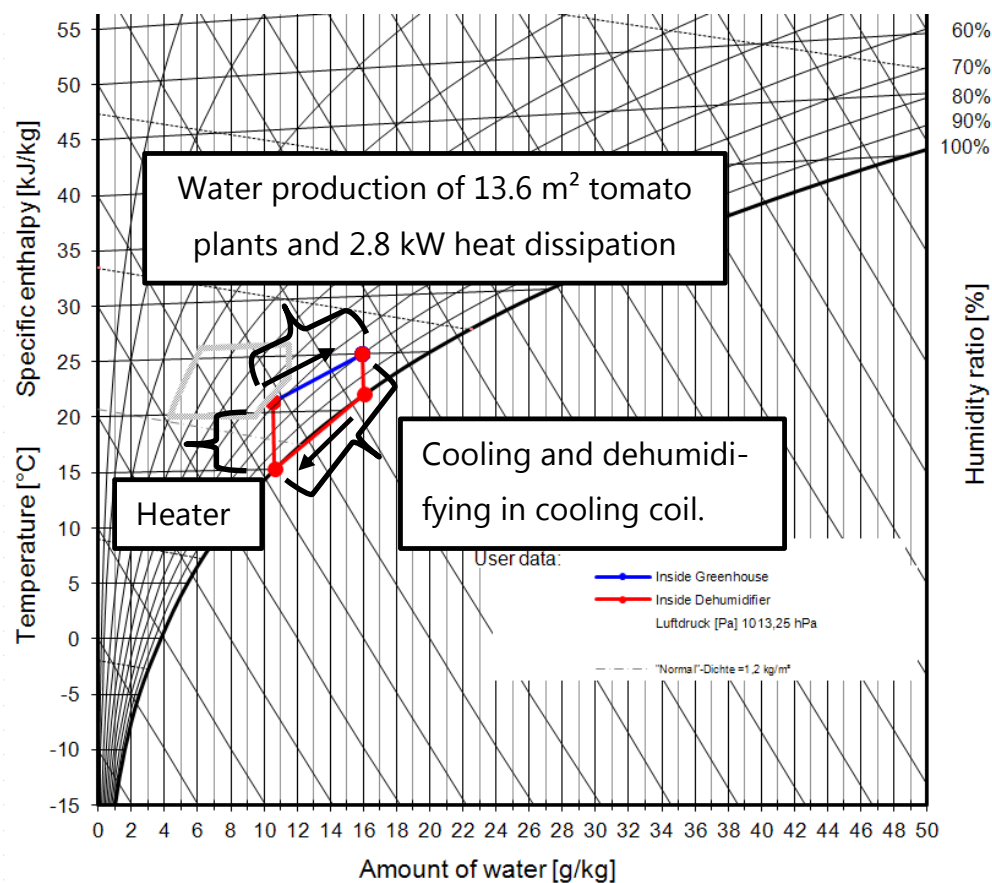 55
50
45
40
35
30
25
20
15
10
5
0
-5
-10
-15
Specific enthalpy [kJ/kg]
Temperature [°C]
60%
70%
80%
90%
100%
Humidity ratio [%]
Water production of 13.6 m² tomato
plants and 2.8 kW heat dissipation
Cooling and dehumidi-
fying in cooling coil.
Heater
User data:
Inside Greenhouse
Inside Dehumidifier
Luftdruck [Pa] 1013,25 hPa
"Normal"-Dichte =1,2 kg/m³
0 2 4 6 8 10 12 14 16 18 20 22 24 26 28 30 32 34 36 38 40 42 44 46 48 50
Amount of water [g/kg]